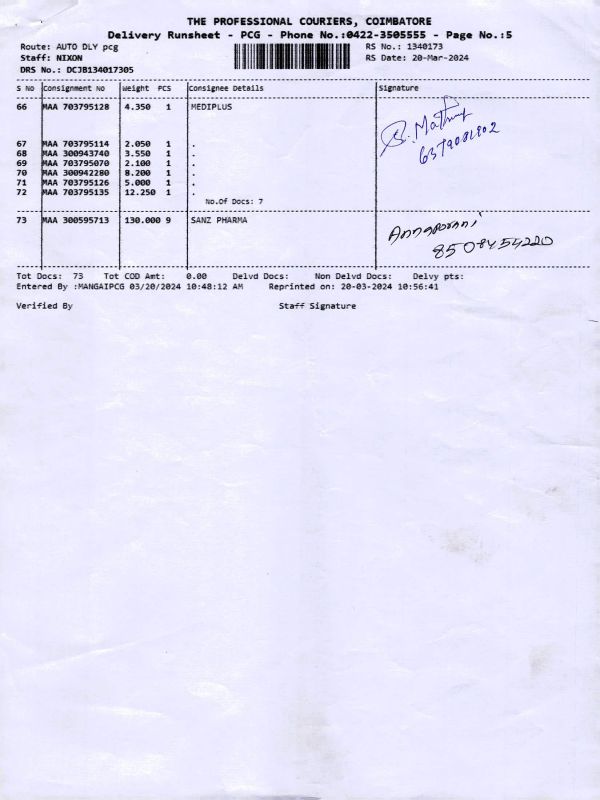 THE PROFESSIONAL COURIERS, COIMBATORE
Delivery Runsheet - PCG - Phone No.:0422-3505555 - Page No.:5
Route: AUTO DLY pcg RS No.: 1340173
Staff: NIXON RS Date: 20-Mar-2024
DRS No.: DCJB134017305
S No Consignment No Weight PCS Consignee Details Signature
66 MAA 703795128 4.350 1 MEDIPLUS
67 MAA 703795114 2.050 1 .
68 MAA 300943740 3.550 1 .
69 MAA 703795070 2.100 1 .
70 MAA 300942280 8.200 1 .
71 MAA 703795126 5.000 1 .
72 MAA 703795135 12.250 1 .
No.Of Docs: 7
73 MAA 300595713 130.000 9 SANZ PHARMA
Annapoorani
8508454220
Tot Docs: 73 Tot COD Amt: 0.00 Delvd Docs: Non Delvd Docs: Delvy pts:
Entered By :MANGAIPCG 03/20/2024 10:48:12 AM Reprinted on: 20-03-2024 10:56:41
Verified By Staff Signature